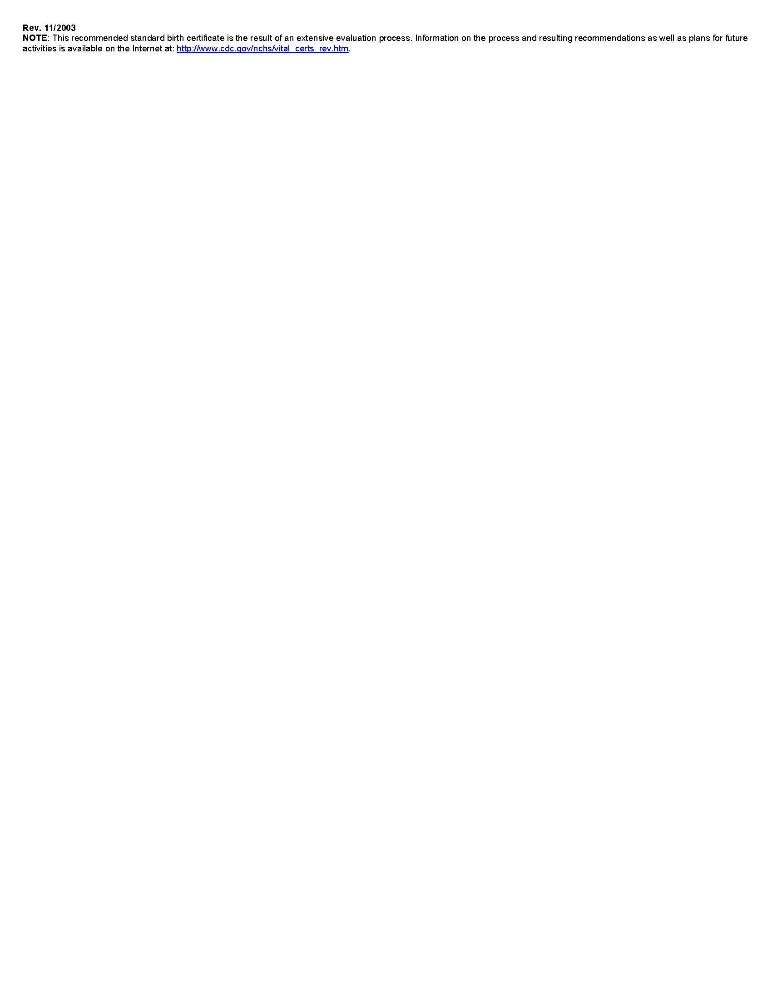 Rev. 11/2003
NOTE: This recommended standard birth certificate is the result of an extensive evaluation process. Information on the process and resulting recommendations as well as plans for future
activities is available on the Internet at: http://www.cdc.gov/nchs/vital_certs_rev.htm.